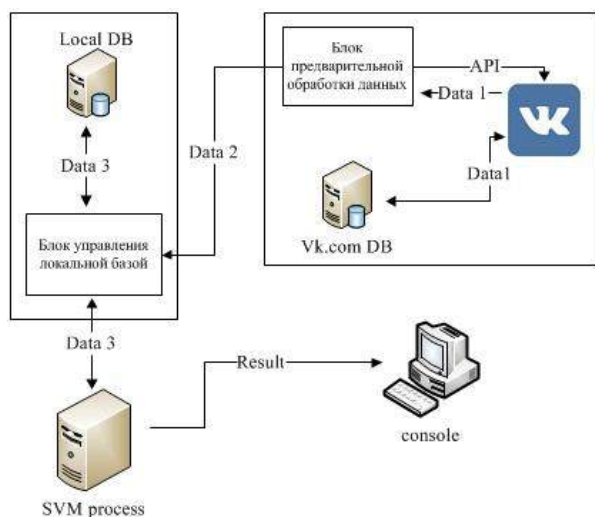 Local DB
Data 3
Блок управления
локальной базой
Data 3
SVM process
Data 2
Блок
предварительной
обработки данных
API
Data 1
Data1
Vk.com DB
Result
console